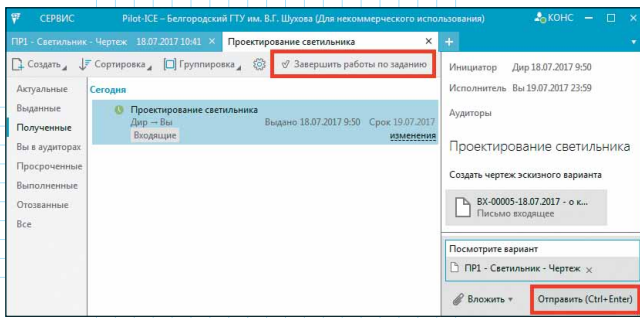 СЕРВИС Pilot-ICE – Белгородский ГТУ им. В.Г. Шухова (Для некоммерческого использования) КОНС
ПР1 - Светильник - Чертеж 18.07.2017 10:41 × Проектирование светильника × +
Создать Сортировка Группировка Завершить работы по заданию
Актуальные
Выданные
Полученные
Вы в аудиторах
Просроченные
Выполненные
Отозванные
Все
Сегодня
Проектирование светильника
Дир → Вы Выдано 18.07.2017 9:50 Срок 19.07.2017
Входящие изменения
Инициатор Дир 18.07.2017 9:50
Исполнитель Вы 19.07.2017 23:59
Аудиторы
Проектирование светильника
Создать чертеж эскизного варианта
ВХ-00005-18.07.2017 - о к...
Письмо входящее
Посмотрите вариант
ПР1 - Светильник - Чертеж ×
Вложить Отправить (Ctrl+Enter)